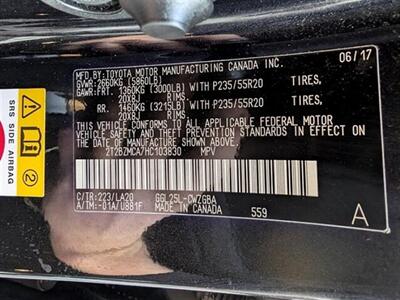 06/17
MFD.BY:TOYOTA MOTOR MANUFACTURING CANADA INC.
GVWR:2660KG (5860LB)
GAWR:FRT. 1360KG (3000LB) WITH P235/55R20 TIRES,
20X8J RIMS
RR. 1460KG (3215LB) WITH P235/55R20 TIRES,
20X8J RIMS
THIS VEHICLE CONFORMS TO ALL APPLICABLE FEDERAL MOTOR
VEHICLE SAFETY AND THEFT PREVENTION STANDARDS IN EFFECT ON
THE DATE OF MANUFACTURE SHOWN ABOVE.
2T2BZMCA7HC103830 MPV
C/TR:223/LA20 GGL25L-CWZGBA
A/TM:-01A/U881F MADE IN CANADA 559 A
SRS SIDE AIRBAG